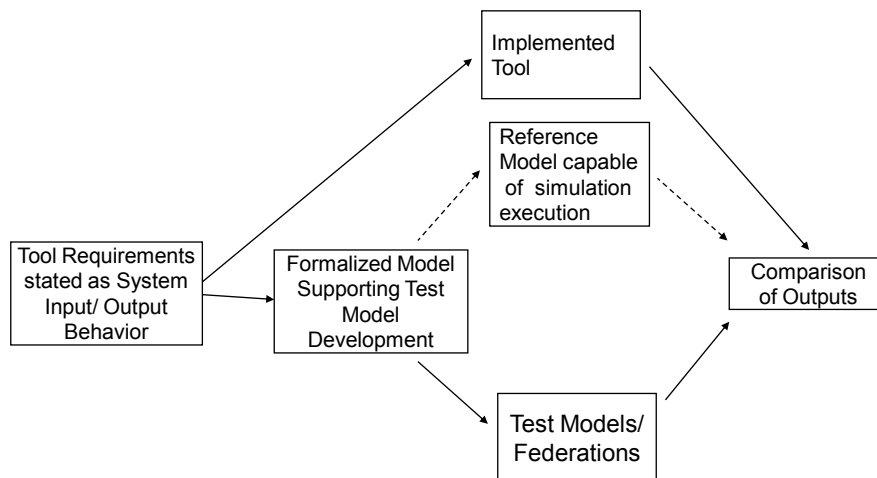 Implemented
Tool
Reference
Model capable
of simulation
execution
Tool Requirements
stated as System
Input/ Output
Behavior
Formalized Model
Supporting Test
Model
Development
Comparison
of Outputs
Test Models/
Federations